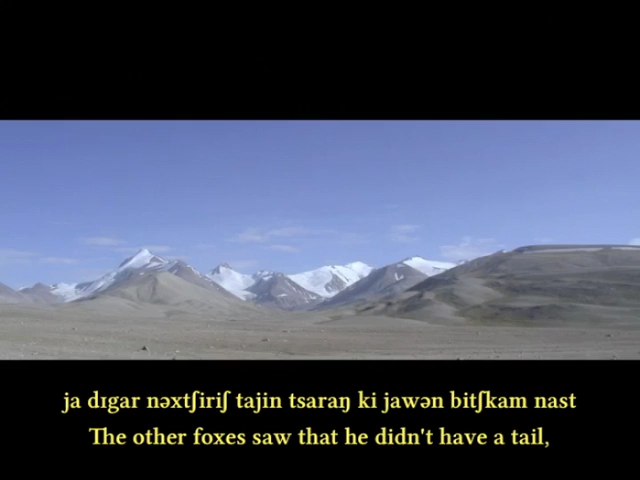 ja dıgar nəxtʃiriʃ tajin tsaraŋ ki jawən bitʃkam nast
The other foxes saw that he didn't have a tail,